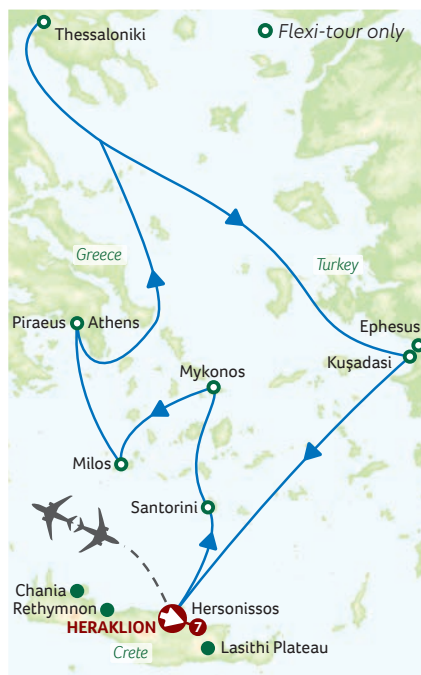 Thessaloniki
Flexi-tour only
Greece
Turkey
Piraeus
Athens
Ephesus
Kuşadasi
Mykonos
Milos
Santorini
Chania
Rethymnon
Hersonissos
HERAKLION
7
Crete
Lasithi Plateau